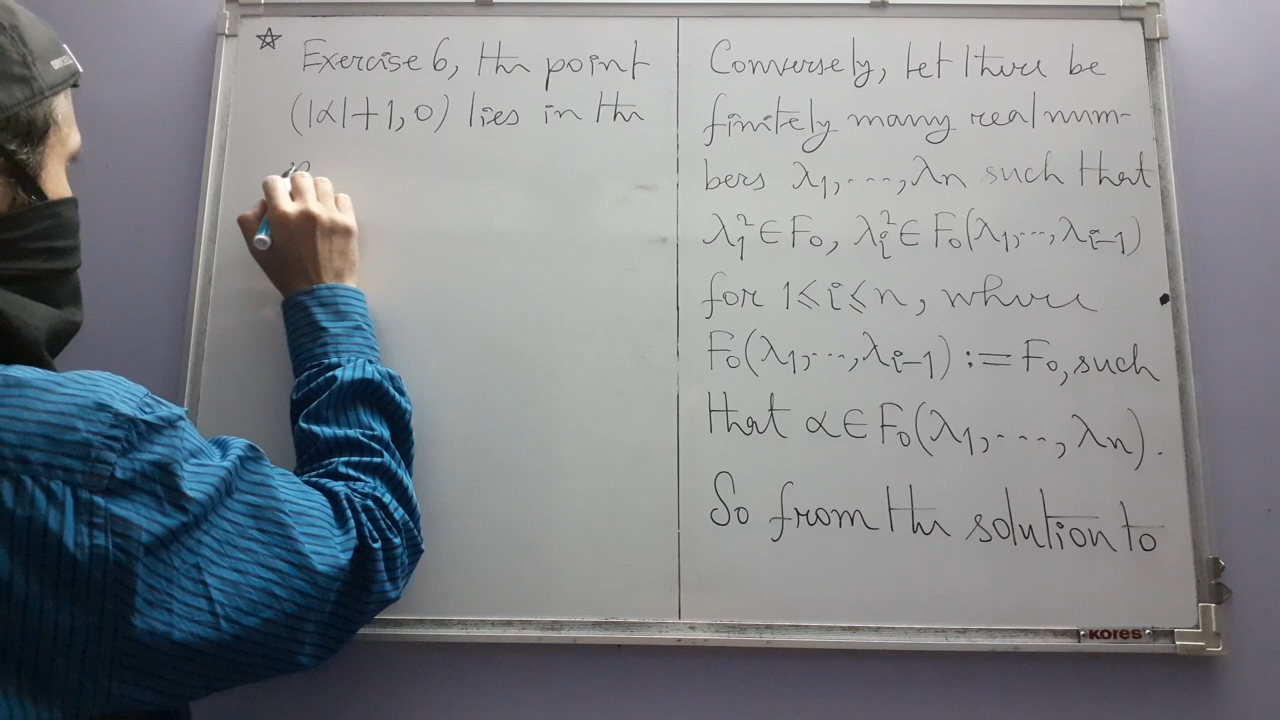 ☆ Exercise 6, the point
(|α|+1,0) lies in the
Conversely, let there be
finitely many real num-
bers λ1,...,λn such that
λ1²∈F0, λi²∈F0(λ1,...,λi-1)
for 1≤i≤n, where
F0(λ1,...,λi-1):=F0, such
that α∈F0(λ1,...,λn).
So from the solution to
KORES